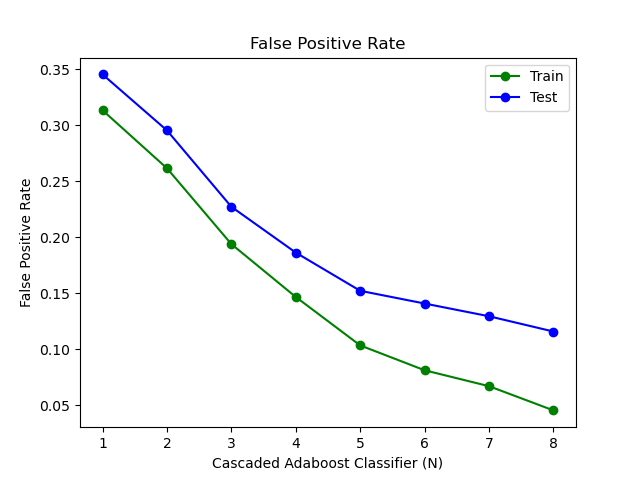 False Positive Rate
Train
Test
0.35
0.30
0.25
0.20
0.15
0.10
0.05
False Positive Rate
1 2 3 4 5 6 7 8
Cascaded Adaboost Classifier (N)